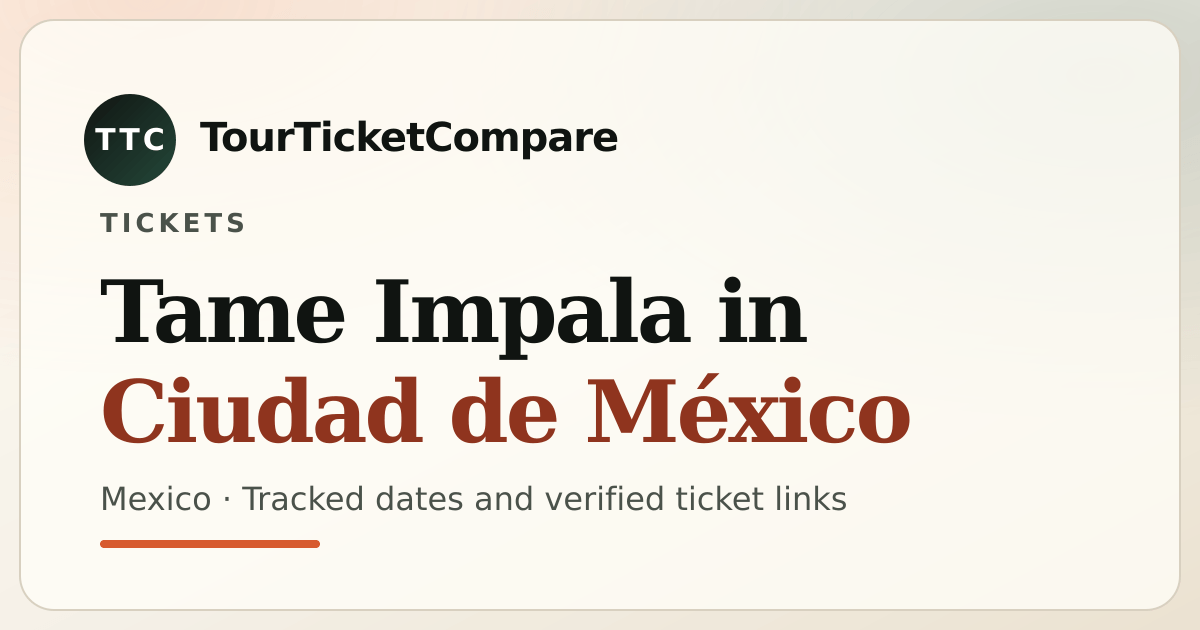 TTC TourTicketCompare
TICKETS
Tame Impala in
Ciudad de México
Mexico · Tracked dates and verified ticket links